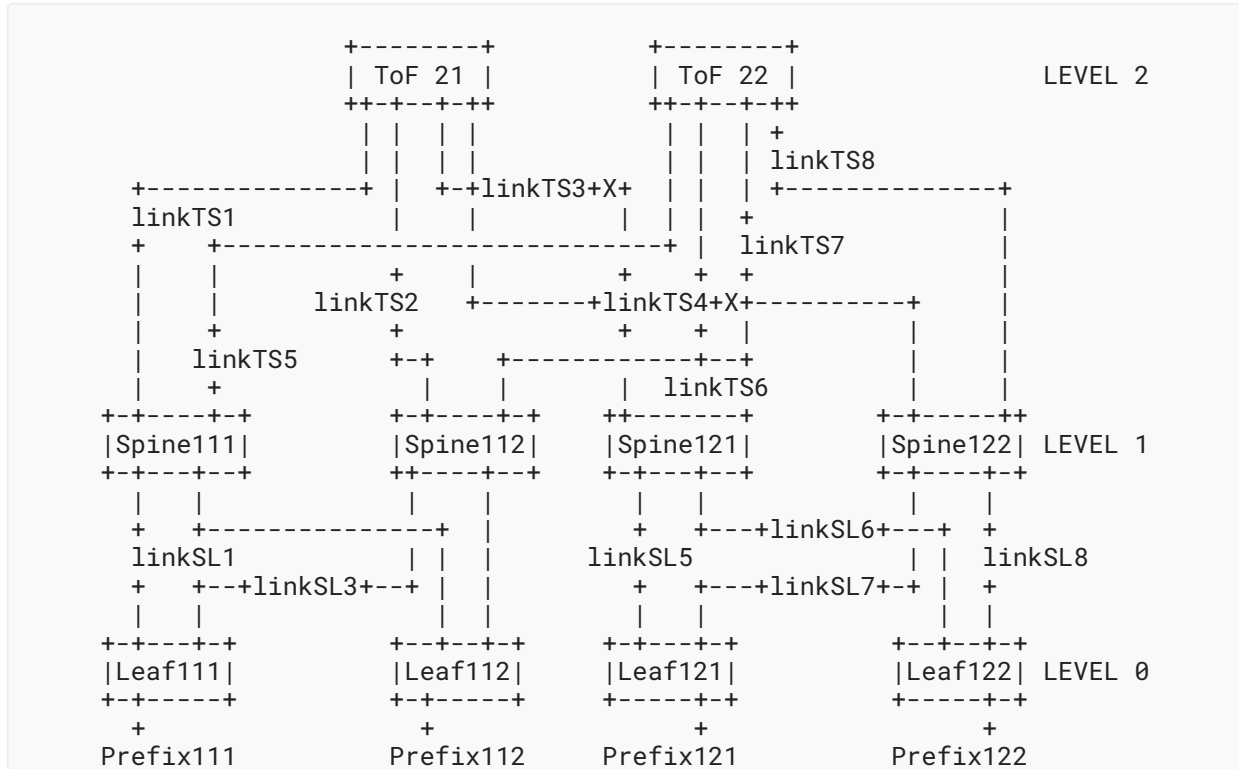 ToF 21 ToF 22 LEVEL 2
linkTS8
linkTS3+X+
linkTS1
linkTS7
linkTS2 linkTS4+X+
linkTS5
linkTS6
Spine111 Spine112 Spine121 Spine122 LEVEL 1
linkSL6
linkSL1 linkSL5 linkSL8
linkSL3 linkSL7
Leaf111 Leaf112 Leaf121 Leaf122 LEVEL 0
Prefix111 Prefix112 Prefix121 Prefix122